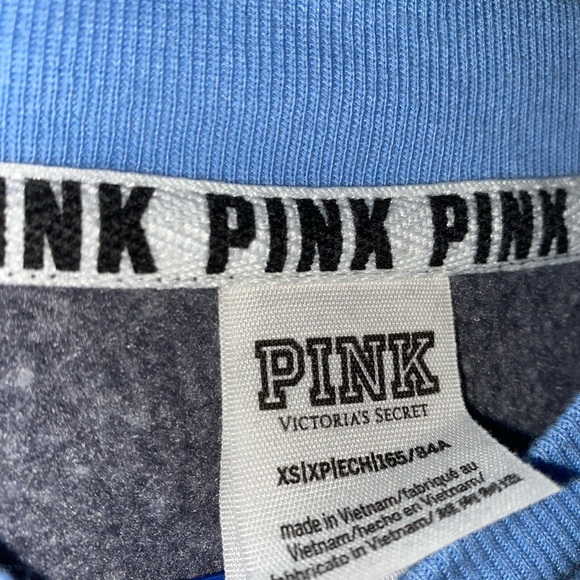 INK PINK PINK
PINK
VICTORIA'S SECRET
XS|XP|ECH|165/84A
made in Vietnam/fabriqué au
Vietnam/hecho en Vietnam/
fabbricato in Vietnam/